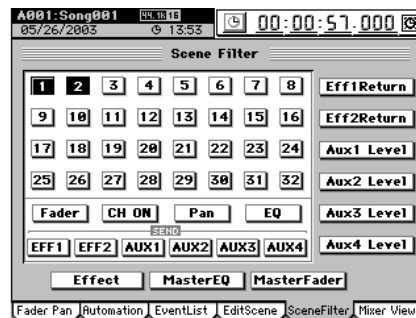 A001:Song001 44.1k 16
05/26/2003 13:53 00:00:57.000
Scene Filter
1 2 3 4 5 6 7 8 Eff1Return
9 10 11 12 13 14 15 16 Eff2Return
17 18 19 20 21 22 23 24 Aux1 Level
25 26 27 28 29 30 31 32 Aux2 Level
Fader CH ON Pan EQ Aux3 Level
SEND
EFF1 EFF2 AUX1 AUX2 AUX3 AUX4 Aux4 Level
Effect MasterEQ MasterFader
Fader Pan Automation EventList EditScene SceneFilter Mixer View